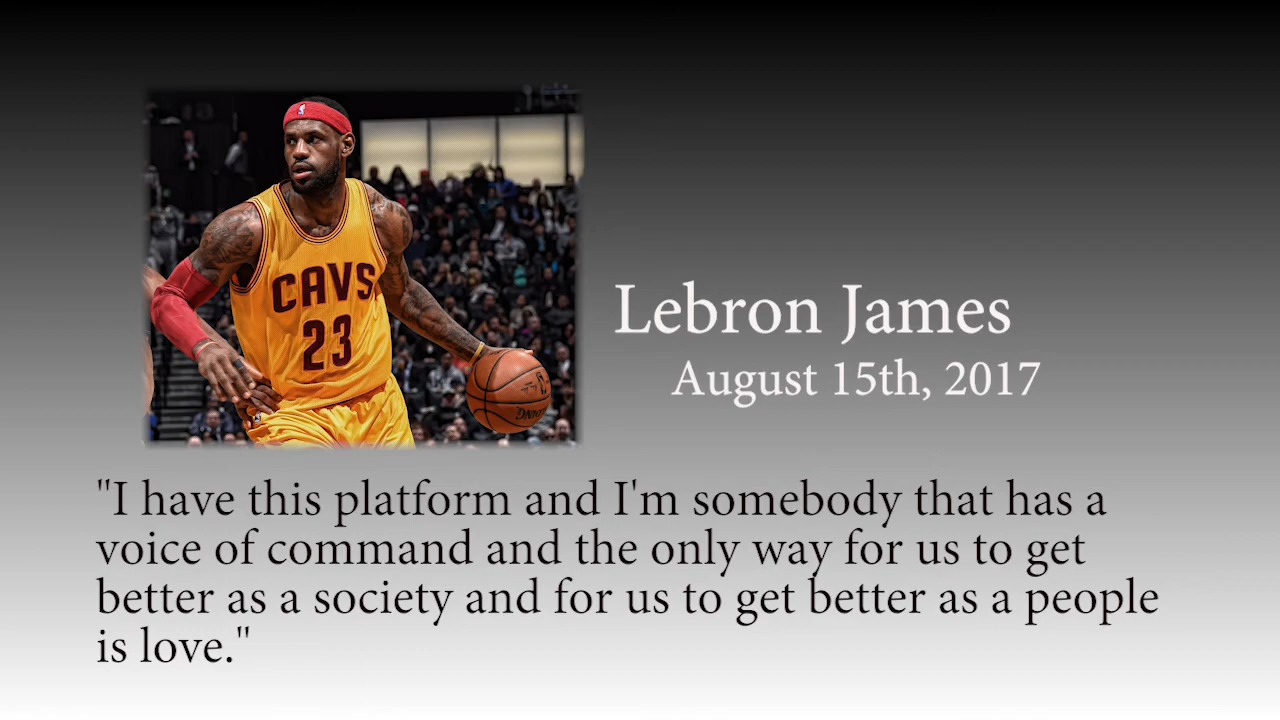 CAVS
23
Lebron James
August 15th, 2017
"I have this platform and I'm somebody that has a
voice of command and the only way for us to get
better as a society and for us to get better as a people
is love."